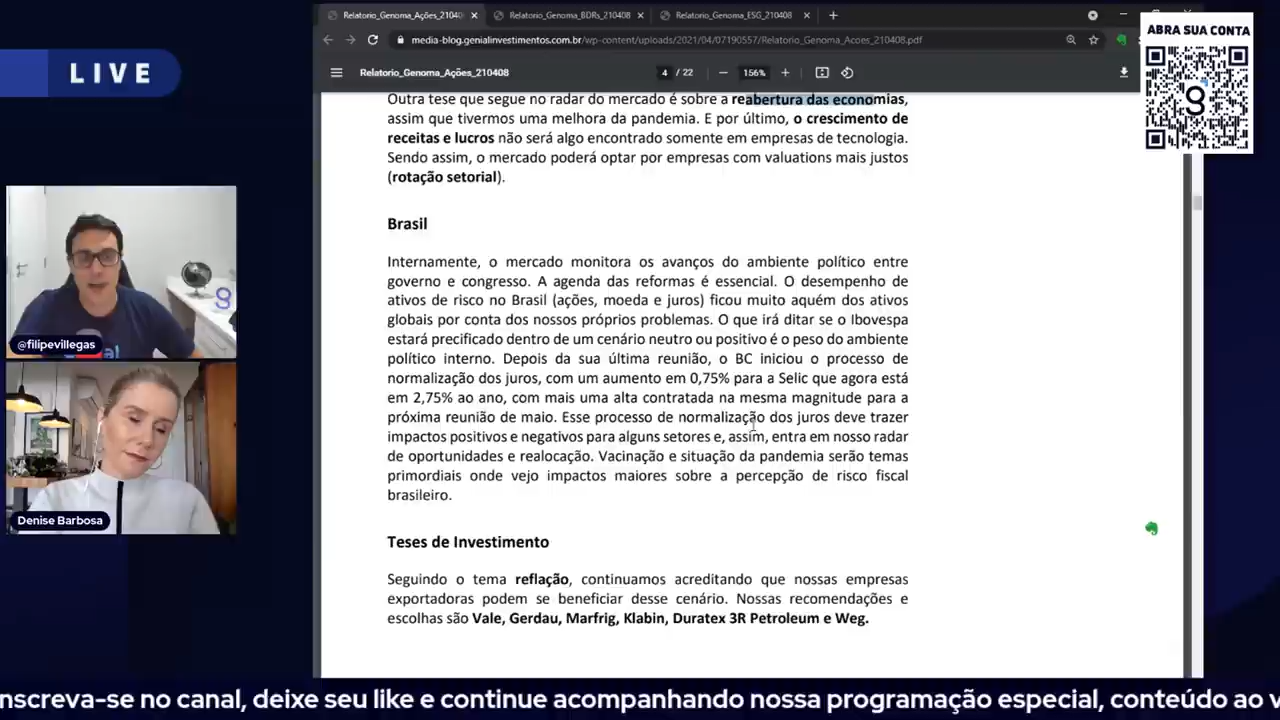 LIVE
Relatorio_Genoma_Ações_2104
Relatorio_Genoma_BDRs_210408
Relatorio_Genoma_ESG_210408
media-blog.genialinvestimentos.com.br/wp-content/uploads/2021/04/07190557/Relatorio_Genoma_Acoes_210408.pdf
Relatorio_Genoma_Ações_210408
4 / 22
156%
ABRA SUA CONTA
Outra tese que segue no radar do mercado é sobre a reabertura das economias,
assim que tivermos uma melhora da pandemia. E por último, o crescimento de
receitas e lucros não será algo encontrado somente em empresas de tecnologia.
Sendo assim, o mercado poderá optar por empresas com valuations mais justos
(rotação setorial).
Brasil
Internamente, o mercado monitora os avanços do ambiente político entre
governo e congresso. A agenda das reformas é essencial. O desempenho de
ativos de risco no Brasil (ações, moeda e juros) ficou muito aquém dos ativos
globais por conta dos nossos próprios problemas. O que irá ditar se o Ibovespa
estará precificado dentro de um cenário neutro ou positivo é o peso do ambiente
político interno. Depois da sua última reunião, o BC iniciou o processo de
normalização dos juros, com um aumento em 0,75% para a Selic que agora está
em 2,75% ao ano, com mais uma alta contratada na mesma magnitude para a
próxima reunião de maio. Esse processo de normalização dos juros deve trazer
impactos positivos e negativos para alguns setores e, assim, entra em nosso radar
de oportunidades e realocação. Vacinação e situação da pandemia serão temas
primordiais onde vejo impactos maiores sobre a percepção de risco fiscal
brasileiro.
Teses de Investimento
Seguindo o tema reflação, continuamos acreditando que nossas empresas
exportadoras podem se beneficiar desse cenário. Nossas recomendações e
escolhas são Vale, Gerdau, Marfrig, Klabin, Duratex 3R Petroleum e Weg.
@filipevillegas
Denise Barbosa
nscreva-se no canal, deixe seu like e continue acompanhando nossa programação especial, conteúdo ao v